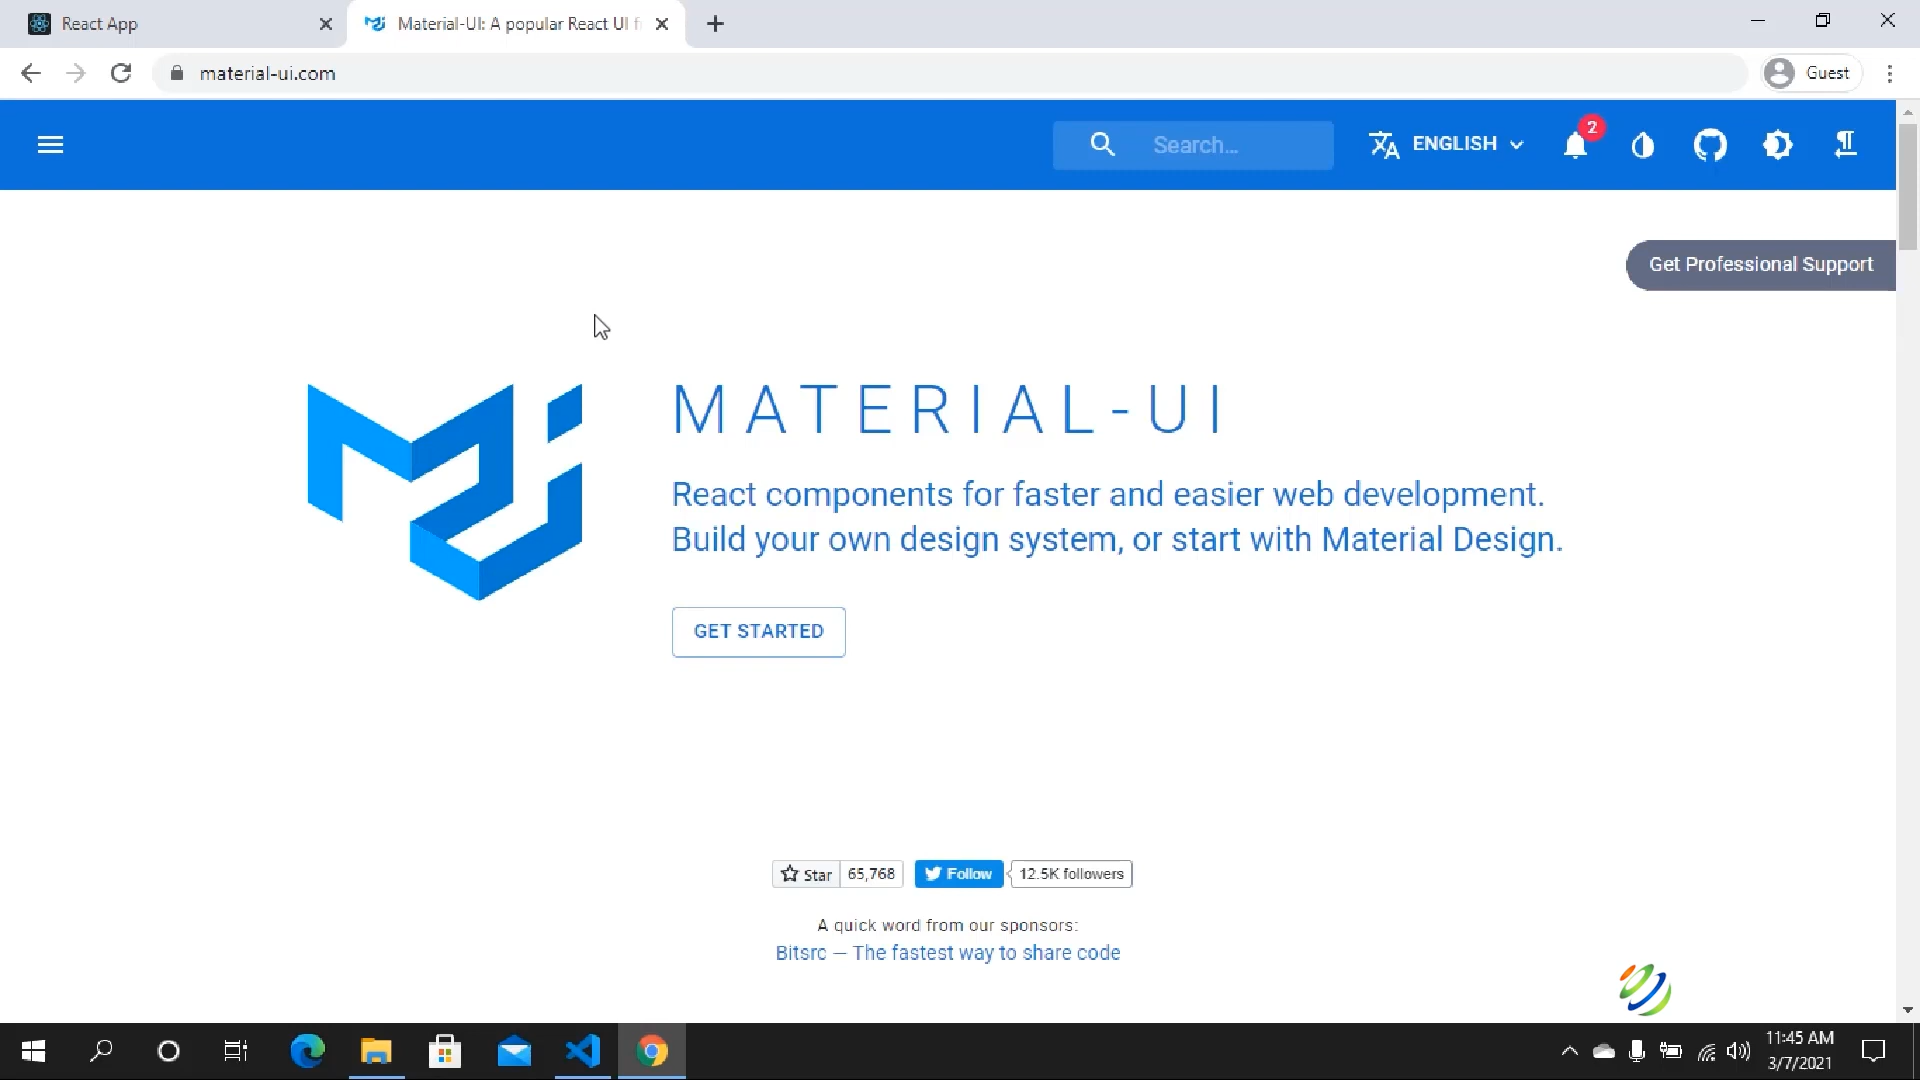 React App
Material-UI: A popular React UI f
material-ui.com
Guest
Search...
ENGLISH
2
Get Professional Support
MATERIAL-UI
React components for faster and easier web development.
Build your own design system, or start with Material Design.
GET STARTED
Star
65,768
Follow
12.5K followers
A quick word from our sponsors:
Bitsrc — The fastest way to share code
11:45 AM
3/7/2021